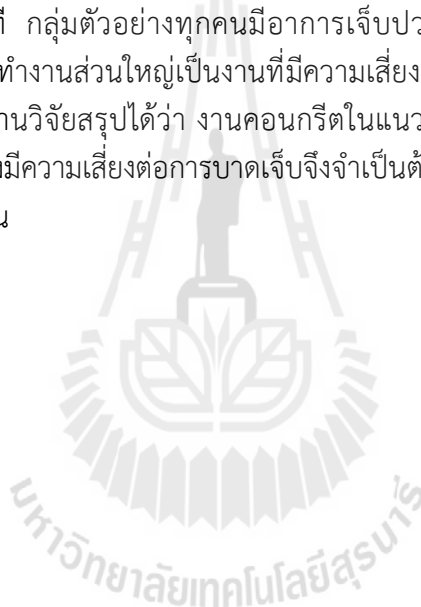 ที กลุ่มตัวอย่างทุกคนมีอาการเจ็บปว
ทำงานส่วนใหญ่เป็นงานที่มีความเสี่ยง
านวิจัยสรุปได้ว่า งานคอนกรีตในแนว
งมีความเสี่ยงต่อการบาดเจ็บจึงจำเป็นต้
น
มหาวิทยาลัยเทคโนโลยีสุรนารี